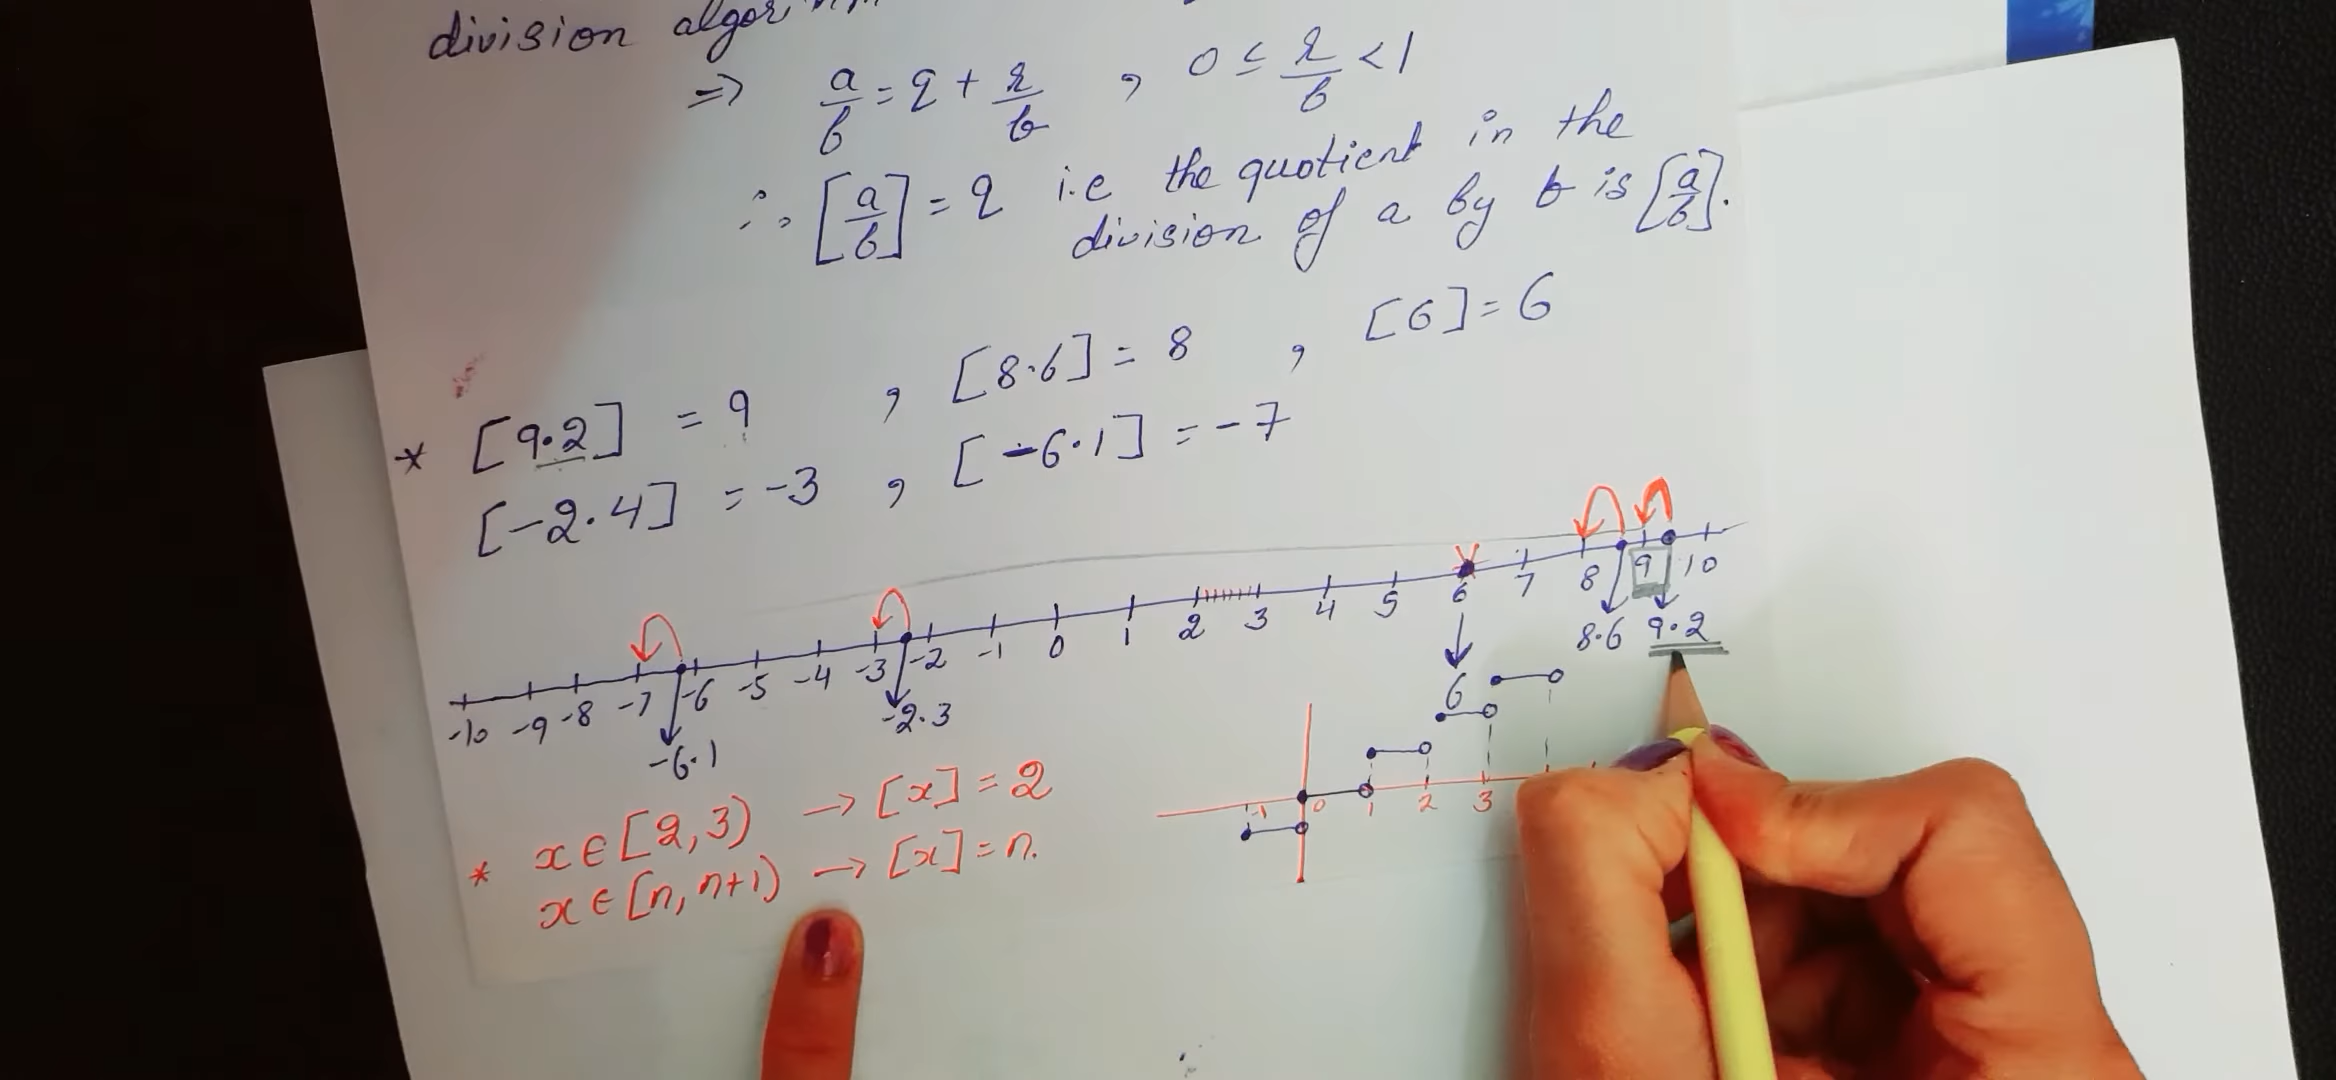 division
⇒ a/b = q + r/b , 0 ≤ r/b < 1
∴ [a/b] = q i.e the quotient in the
division of a by b is [a/b].
* [9.2] = 9 , [8.6] = 8 , [6] = 6
[-2.4] = -3 , [-6.1] = -7
-10 -9 -8 -7 -6 -5 -4 -3 -2 -1 0 1 2 3 4 5 6 7 8 9 10
-6.1 -2.3 6 8.6 9.2
* x ∈ [2,3) → [x] = 2
x ∈ [n, n+1) → [x] = n.
-1 0 1 2 3